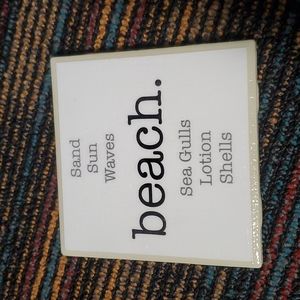 Sand
Sun
Waves
beach.
Sea Gulls
Lotion
Shells